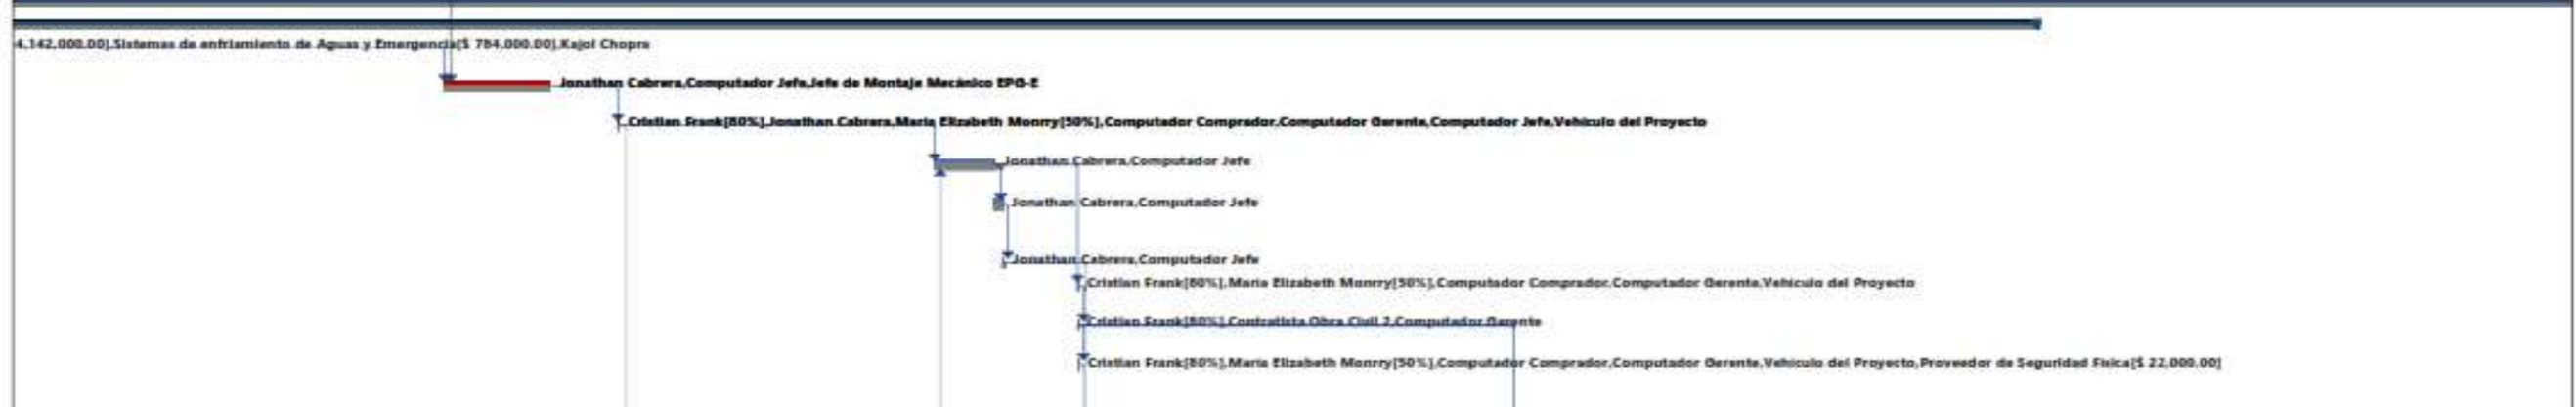 4.142.000.00],Sistemas de enfriamiento de Aguas y Emergencia[$ 784.000.00],Kajol Chopra
Jonathan Cabrera,Computador Jefe,Jefe de Montaje Mecánico EPG-E
Cristian Frank[80%],Jonathan Cabrera,Maria Elizabeth Monrry[50%],Computador Comprador,Computador Gerente,Computador Jefe,Vehiculo del Proyecto
Jonathan Cabrera,Computador Jefe
Jonathan Cabrera,Computador Jefe
Jonathan Cabrera,Computador Jefe
Cristian Frank[80%],Maria Elizabeth Monrry[50%],Computador Comprador,Computador Gerente,Vehiculo del Proyecto
Cristian Frank[80%],Contratista Obra Civil 2,Computador Gerente
Cristian Frank[80%],Maria Elizabeth Monrry[50%],Computador Comprador,Computador Gerente,Vehiculo del Proyecto,Proveedor de Seguridad Fisica[$ 22,000.00]